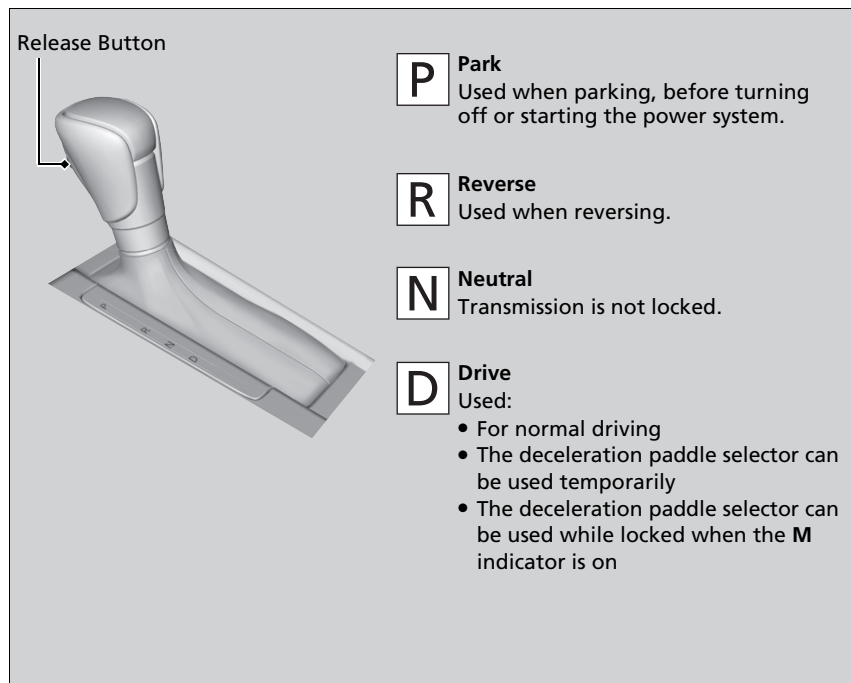 Release Button
P
R
N
D
P
Park
Used when parking, before turning
off or starting the power system.
R
Reverse
Used when reversing.
N
Neutral
Transmission is not locked.
D
Drive
Used:
• For normal driving
• The deceleration paddle selector can
be used temporarily
• The deceleration paddle selector can
be used while locked when the M
indicator is on